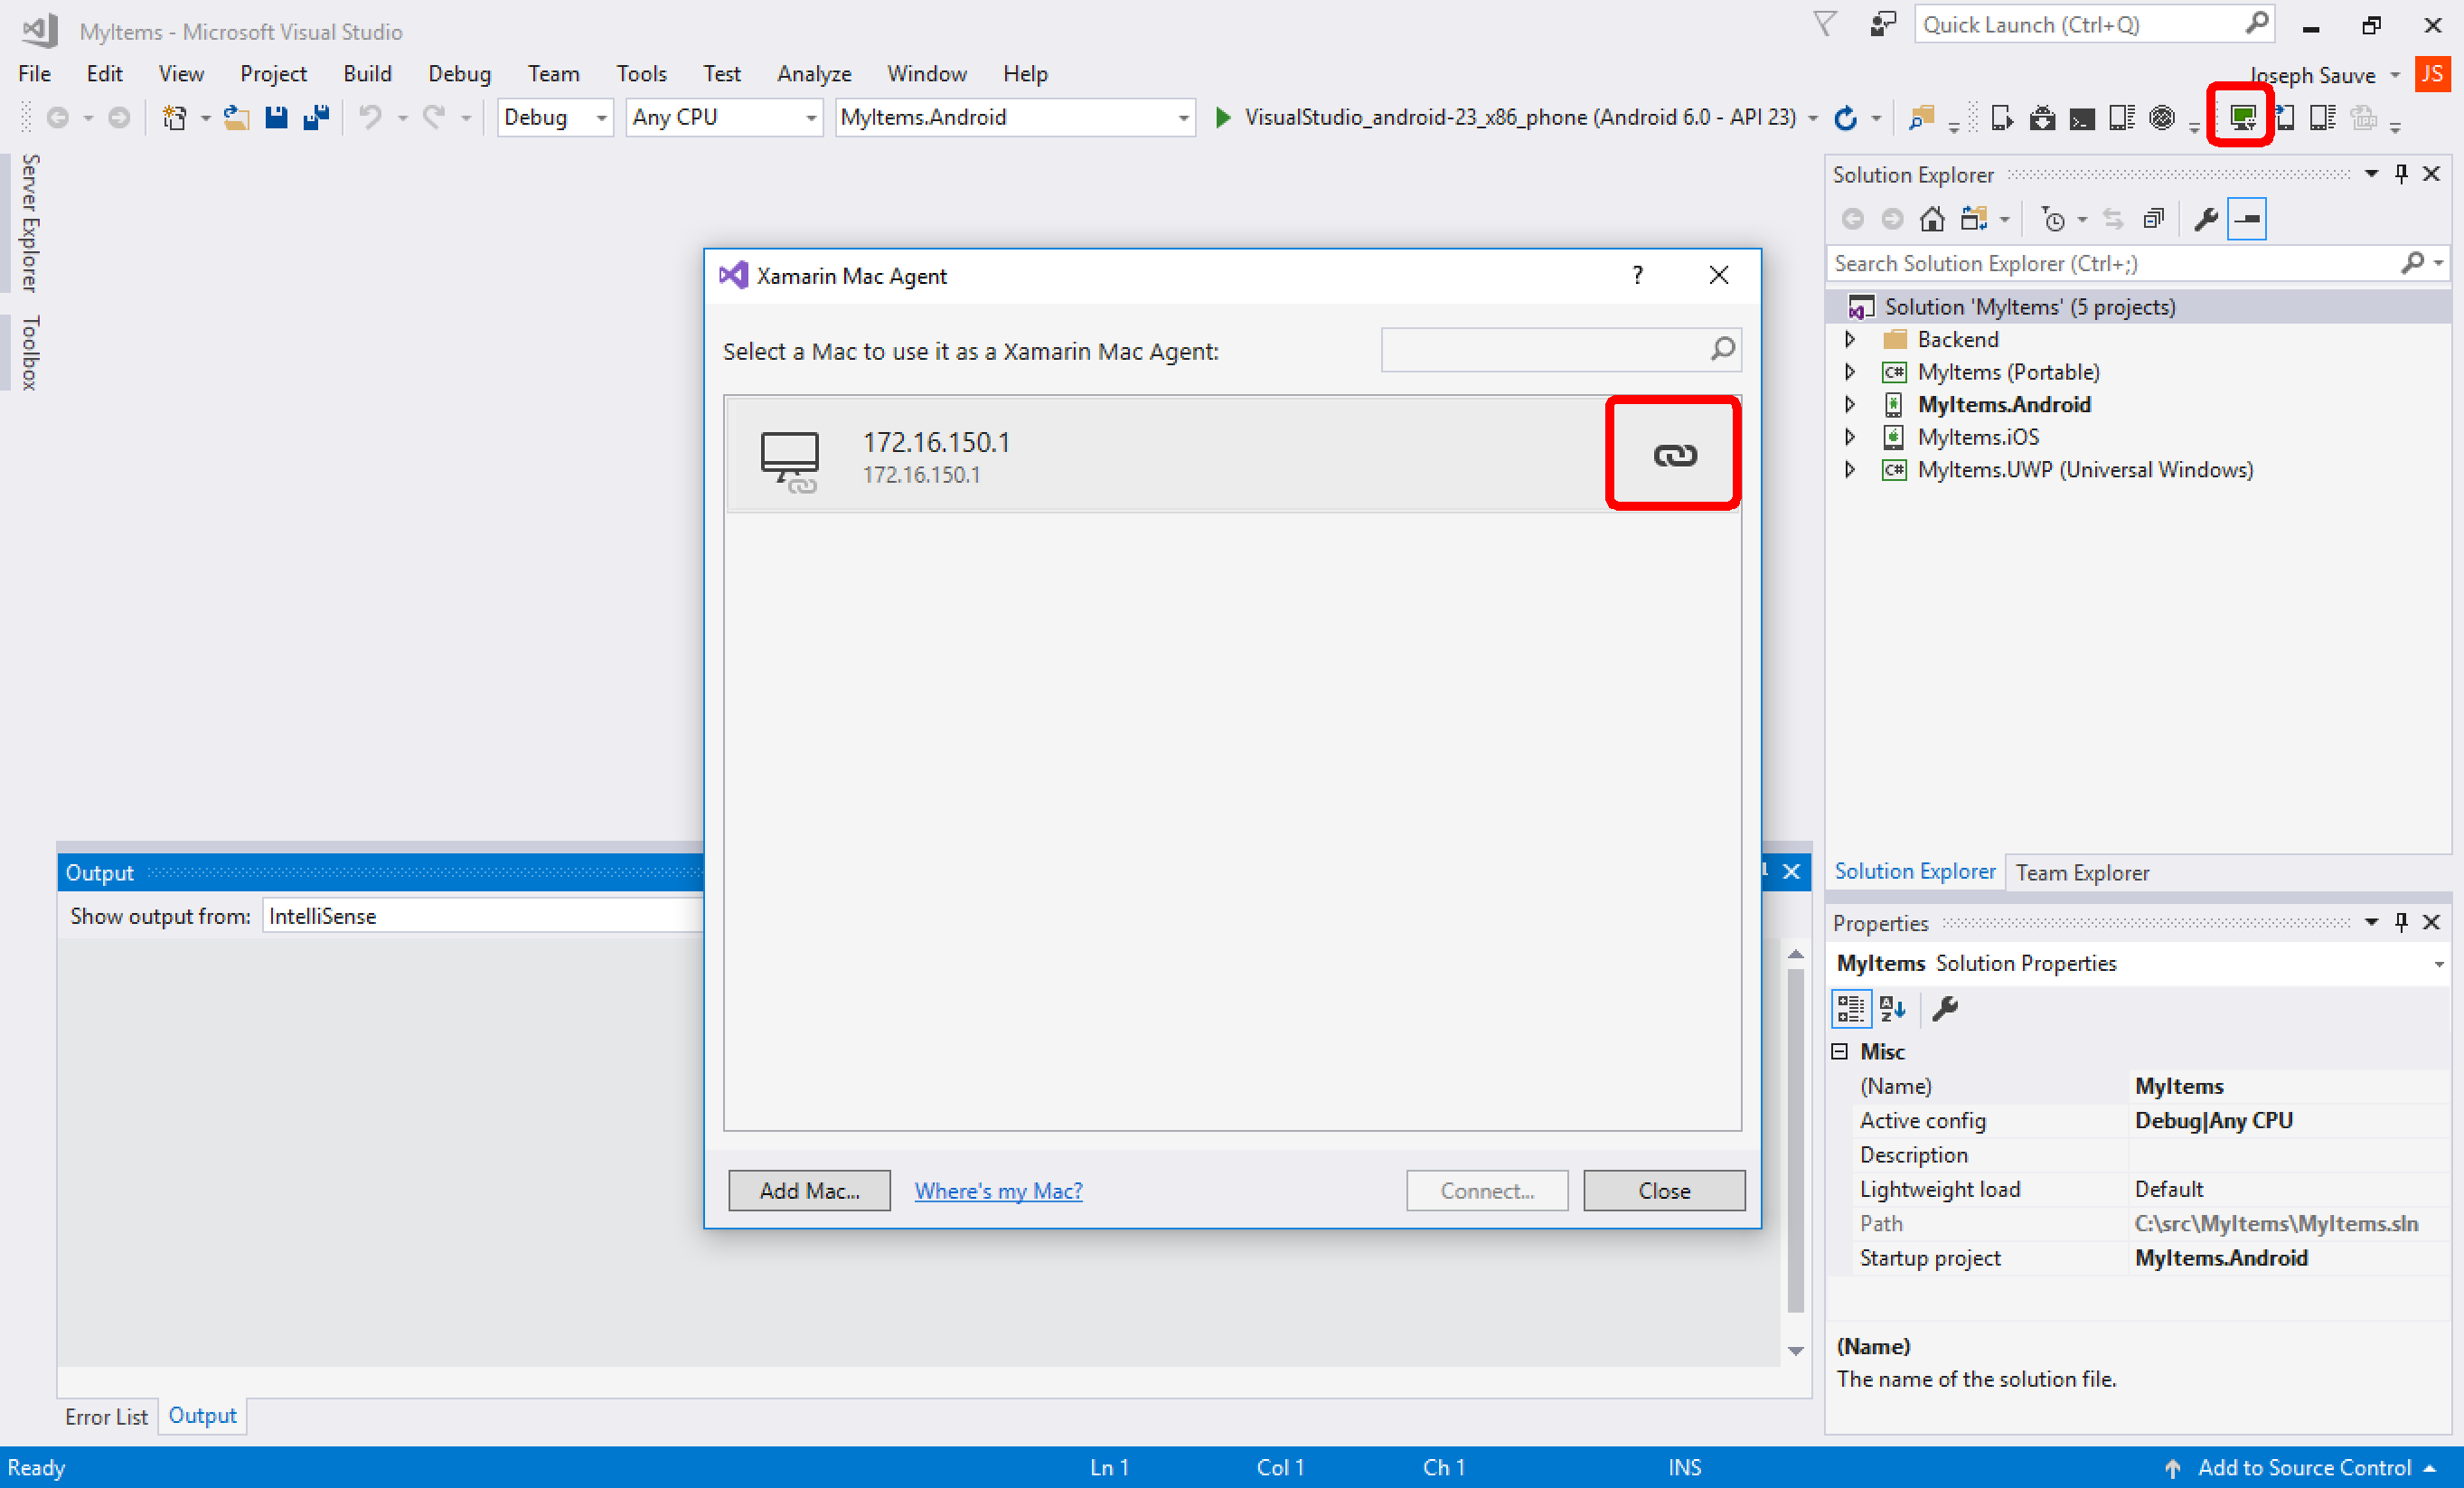 MyItems - Microsoft Visual Studio
Quick Launch (Ctrl+Q)
File Edit View Project Build Debug Team Tools Test Analyze Window Help
Joseph Sauve
JS
Debug Any CPU MyItems.Android VisualStudio_android-23_x86_phone (Android 6.0 - API 23)
Server Explorer
Toolbox
Xamarin Mac Agent
?
Select a Mac to use it as a Xamarin Mac Agent:
172.16.150.1
172.16.150.1
Add Mac...
Where's my Mac?
Connect...
Close
Output
Show output from: IntelliSense
Error List
Output
Solution Explorer
Search Solution Explorer (Ctrl+;)
Solution 'MyItems' (5 projects)
Backend
C# MyItems (Portable)
MyItems.Android
MyItems.iOS
C# MyItems.UWP (Universal Windows)
Solution Explorer
Team Explorer
Properties
MyItems Solution Properties
Misc
(Name) MyItems
Active config Debug|Any CPU
Description
Lightweight load Default
Path C:\src\MyItems\MyItems.sln
Startup project MyItems.Android
(Name)
The name of the solution file.
Ready Ln 1 Col 1 Ch 1 INS Add to Source Control